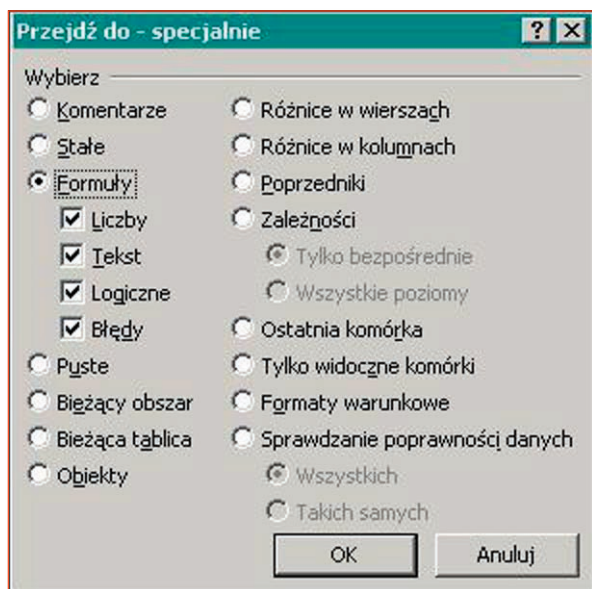 Przejdź do - specjalnie
Wybierz
Komentarze
Stałe
Formuły
Liczby
Tekst
Logiczne
Błędy
Puste
Bieżący obszar
Bieżąca tablica
Obiekty
Różnice w wierszach
Różnice w kolumnach
Poprzedniki
Zależności
Tylko bezpośrednie
Wszystkie poziomy
Ostatnia komórka
Tylko widoczne komórki
Formaty warunkowe
Sprawdzanie poprawności danych
Wszystkich
Takich samych
OK
Anuluj